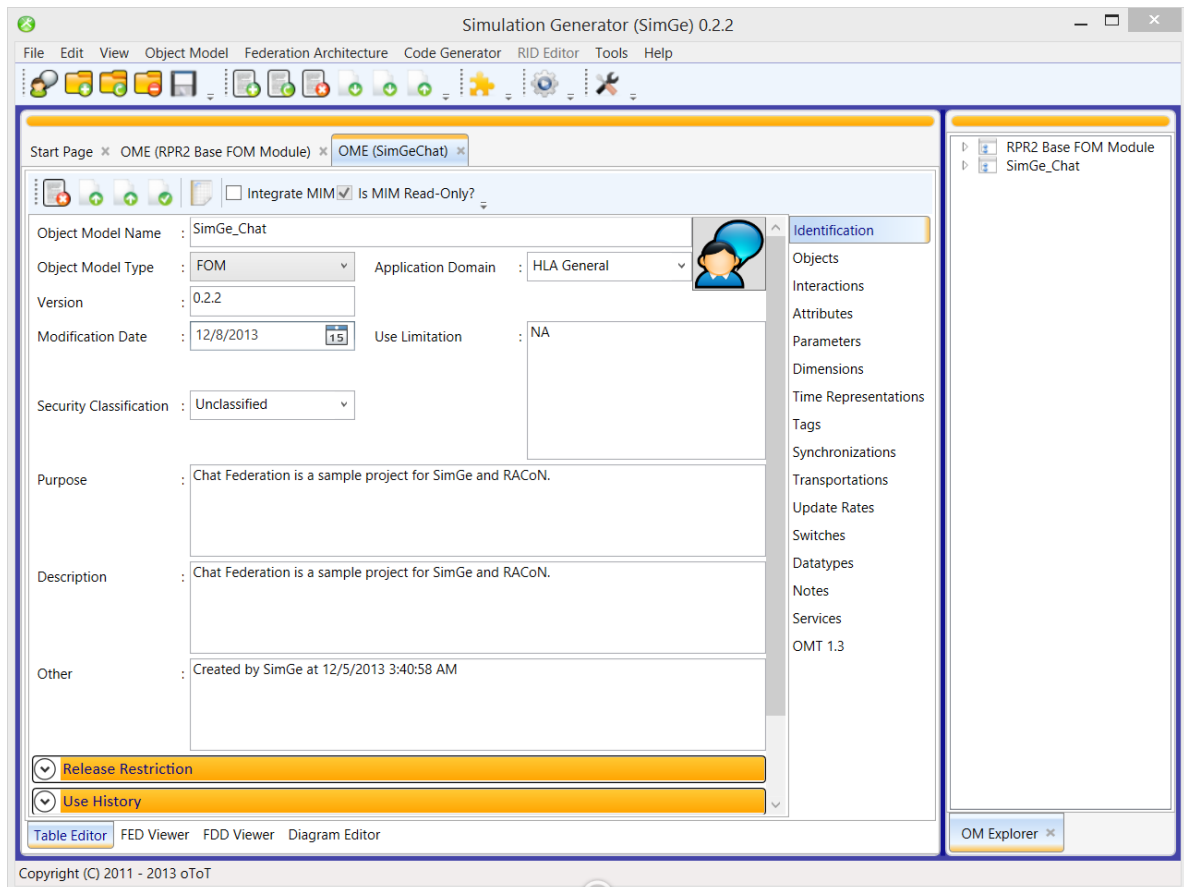 Simulation Generator (SimGe) 0.2.2
File Edit View Object Model Federation Architecture Code Generator RID Editor Tools Help
Start Page OME (RPR2 Base FOM Module) OME (SimGeChat)
Integrate MIM Is MIM Read-Only?
Object Model Name : SimGe_Chat
Object Model Type : FOM Application Domain : HLA General
Version : 0.2.2
Modification Date : 12/8/2013 15 Use Limitation : NA
Security Classification : Unclassified
Purpose : Chat Federation is a sample project for SimGe and RACoN.
Description : Chat Federation is a sample project for SimGe and RACoN.
Other : Created by SimGe at 12/5/2013 3:40:58 AM
Release Restriction
Use History
Identification
Objects
Interactions
Attributes
Parameters
Dimensions
Time Representations
Tags
Synchronizations
Transportations
Update Rates
Switches
Datatypes
Notes
Services
OMT 1.3
Table Editor FED Viewer FDD Viewer Diagram Editor
RPR2 Base FOM Module
SimGe_Chat
OM Explorer
Copyright (C) 2011 - 2013 oToT